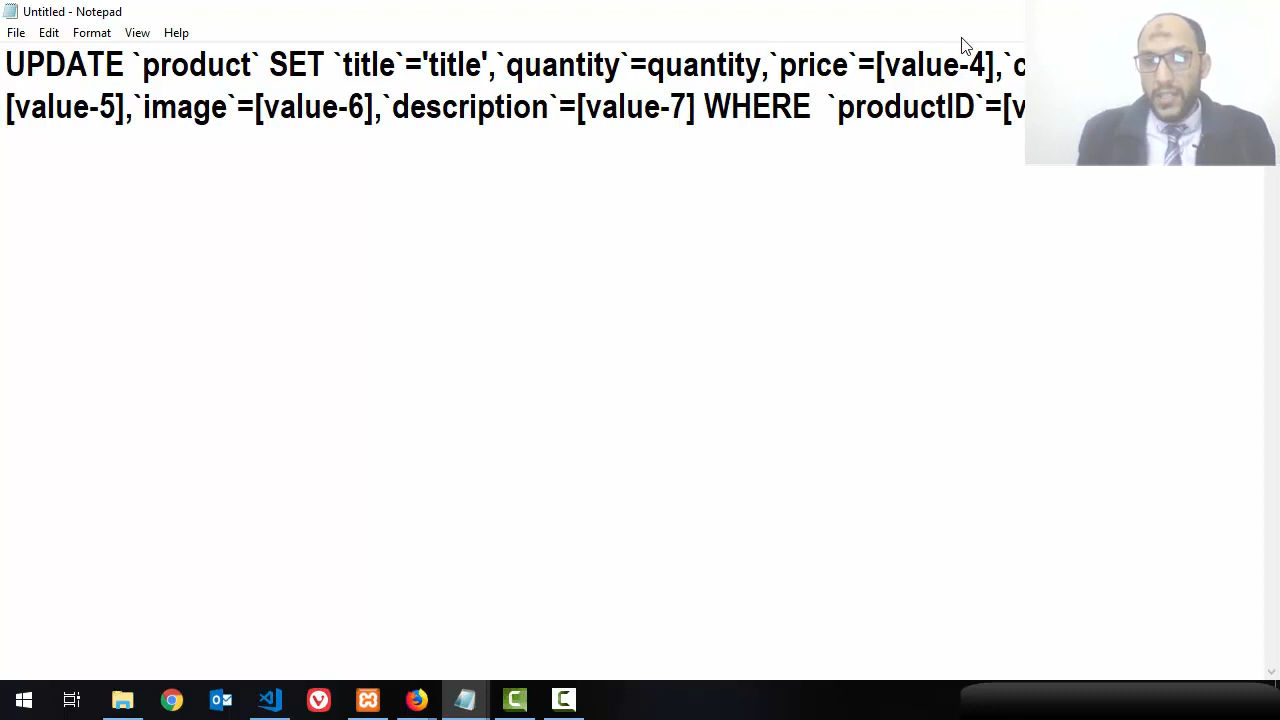 Untitled - Notepad
File Edit Format View Help
UPDATE `product` SET `title`='title',`quantity`=quantity,`price`=[value-4],`c
[value-5],`image`=[value-6],`description`=[value-7] WHERE  `productID`=[v